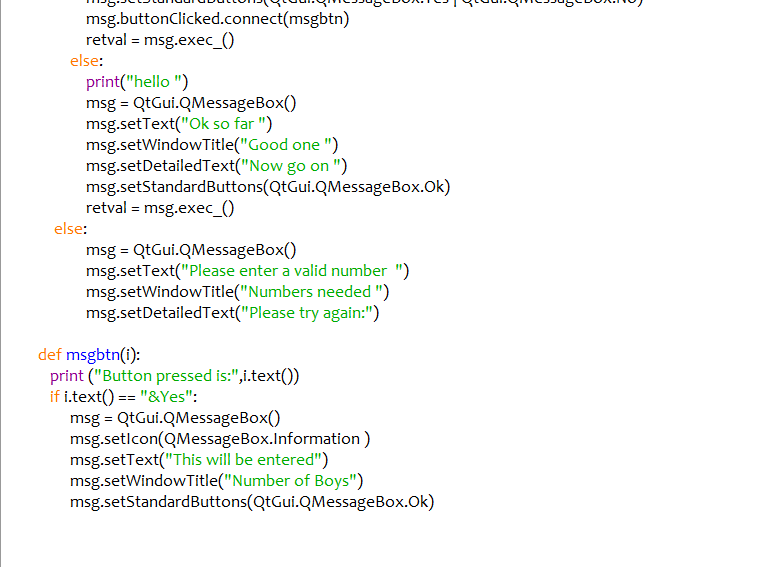 msg.setStandardButtons(QtGui.QMessageBox.Yes | QtGui.QMessageBox.No)
msg.buttonClicked.connect(msgbtn)
retval = msg.exec_()
else:
print("hello ")
msg = QtGui.QMessageBox()
msg.setText("Ok so far ")
msg.setWindowTitle("Good one ")
msg.setDetailedText("Now go on ")
msg.setStandardButtons(QtGui.QMessageBox.Ok)
retval = msg.exec_()
else:
msg = QtGui.QMessageBox()
msg.setText("Please enter a valid number  ")
msg.setWindowTitle("Numbers needed ")
msg.setDetailedText("Please try again:")
def msgbtn(i):
print ("Button pressed is:",i.text())
if i.text() == "&Yes":
msg = QtGui.QMessageBox()
msg.setIcon(QMessageBox.Information )
msg.setText("This will be entered")
msg.setWindowTitle("Number of Boys")
msg.setStandardButtons(QtGui.QMessageBox.Ok)